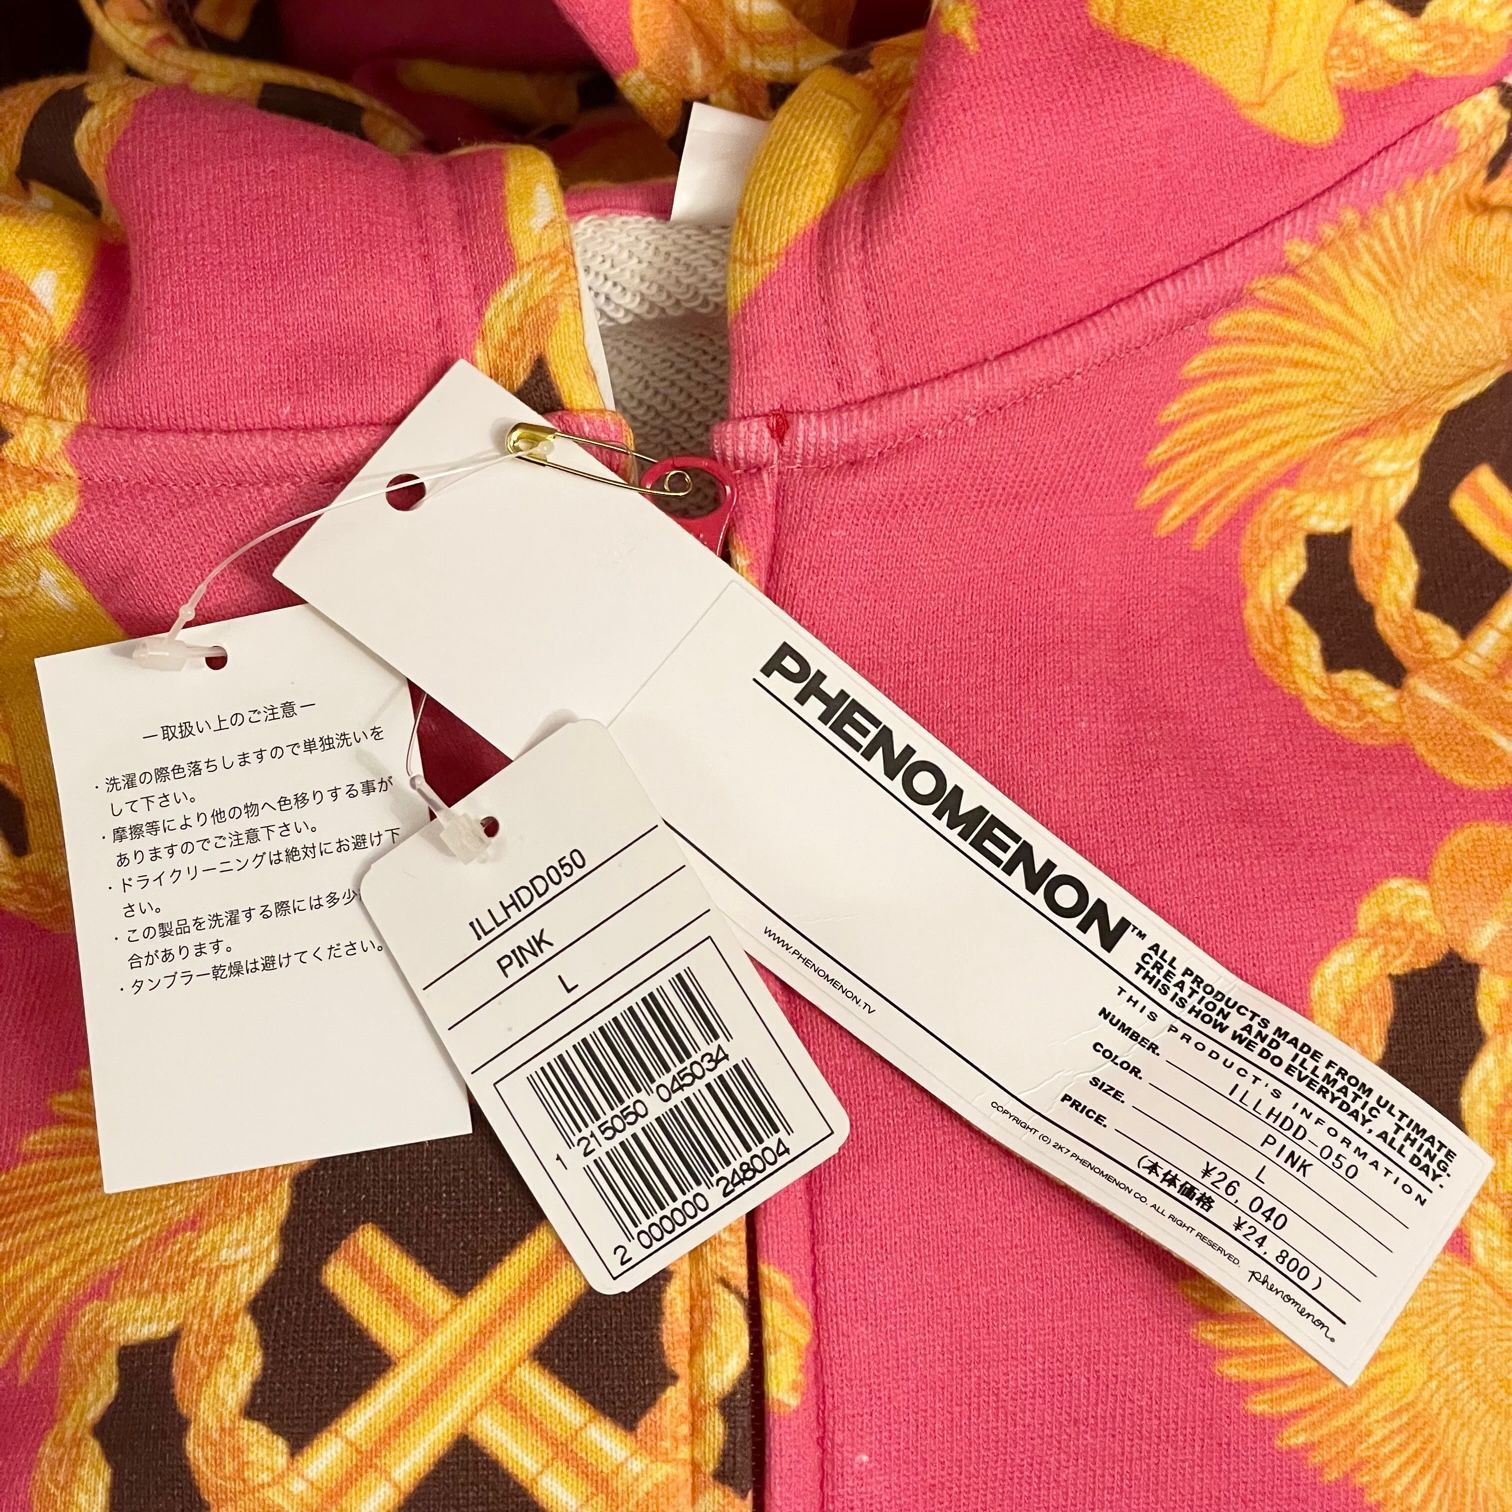 ー取扱い上のご注意ー
・洗濯の際色落ちしますので単独洗いを
して下さい。
・摩擦等により他の物へ色移りする事が
ありますのでご注意下さい。
・ドライクリーニングは絶対にお避け下
さい。
・この製品を洗濯する際には多少
合があります。
・タンブラー乾燥は避けてください。
ILLHDD050
PINK
L
1 215050 045034
2 000000 248004
PHENOMENON™
WWW.PHENOMENON.TV
ALL PRODUCTS MADE FROM ULTIMATE
CREATION AND ILLMATIC THING.
THIS IS HOW WE DO EVERYDAY, ALL DAY.
THIS PRODUCT'S INFORMATION
NUMBER. ILLHDD-050
COLOR. PINK
SIZE. L
PRICE. ¥26,040
(本体価格 ¥24,800)
COPYRIGHT (C) 2K7 PHENOMENON CO. ALL RIGHT RESERVED.
phenomenon.